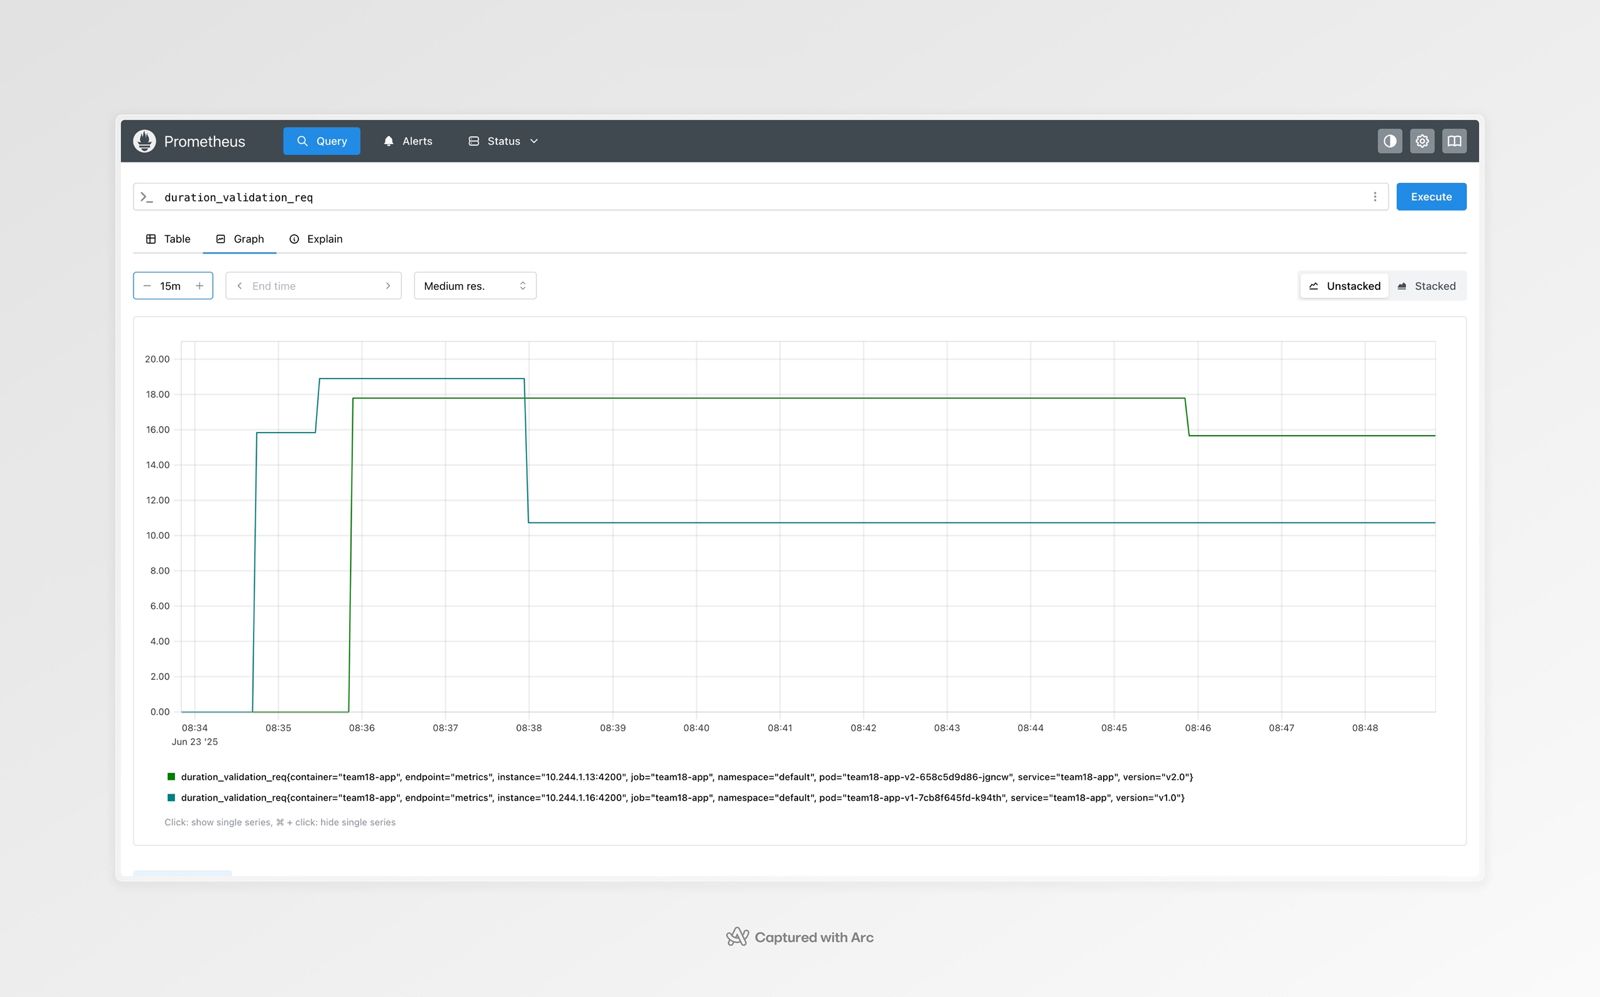 Prometheus Query Alerts Status
>_ duration_validation_req Execute
Table Graph Explain
− 15m + End time Medium res. Unstacked Stacked
20.00
18.00
16.00
14.00
12.00
10.00
8.00
6.00
4.00
2.00
0.00
08:34 08:35 08:36 08:37 08:38 08:39 08:40 08:41 08:42 08:43 08:44 08:45 08:46 08:47 08:48
Jun 23 '25
duration_validation_req{container="team18-app", endpoint="metrics", instance="10.244.1.13:4200", job="team18-app", namespace="default", pod="team18-app-v2-658c5d9d86-jgncw", service="team18-app", version="v2.0"}
duration_validation_req{container="team18-app", endpoint="metrics", instance="10.244.1.16:4200", job="team18-app", namespace="default", pod="team18-app-v1-7cb8f645fd-k94th", service="team18-app", version="v1.0"}
Click: show single series, ⌘ + click: hide single series
Captured with Arc